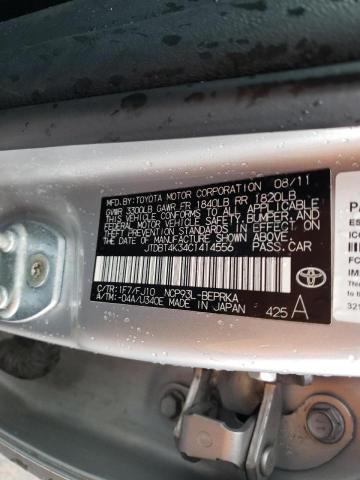 MFD.BY:TOYOTA MOTOR CORPORATION 08/11
GVWR 3300LB GAWR FR 1840LB RR 1820LB
THIS VEHICLE CONFORMS TO ALL APPLICABLE
FEDERAL MOTOR VEHICLE SAFETY, BUMPER, AND
THEFT PREVENTION STANDARDS IN EFFECT ON
THE DATE OF MANUFACTURE SHOWN ABOVE.
JTDBT4K34C1414556 PASS.CAR
C/TR:1F7/FJ10 NCP93L-BEPRKA
A/TM:-04A/U340E MADE IN JAPAN 425 A
TOYOTA